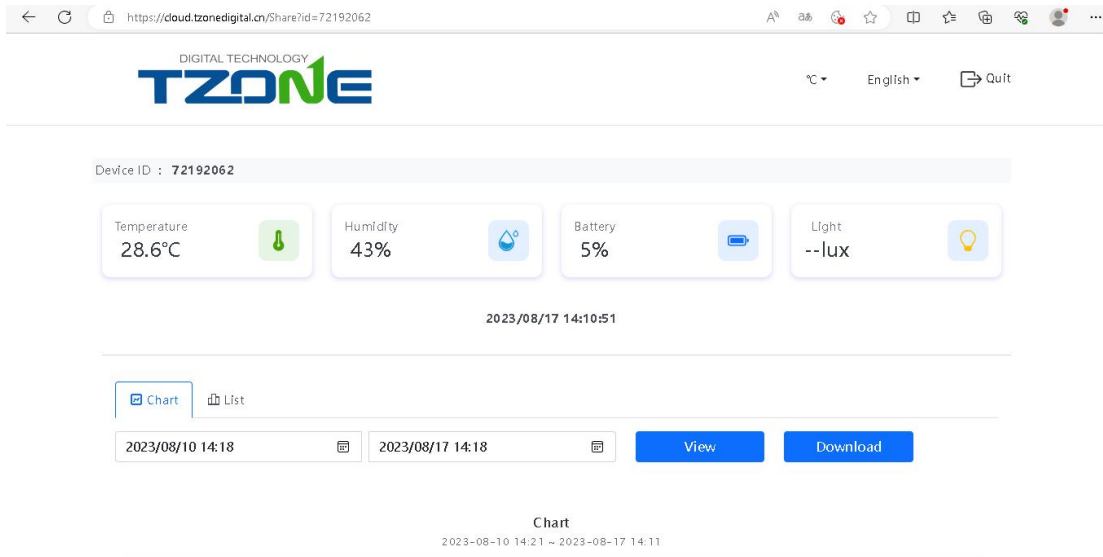 https://cloud.tzonedigital.cn/Share?id=72192062
DIGITAL TECHNOLOGY
TZONE
℃
English
Quit
Device ID : 72192062
Temperature
28.6℃
Humidity
43%
Battery
5%
Light
--lux
2023/08/17 14:10:51
Chart
List
2023/08/10 14:18
2023/08/17 14:18
View
Download
Chart
2023-08-10 14:21 ~ 2023-08-17 14:11